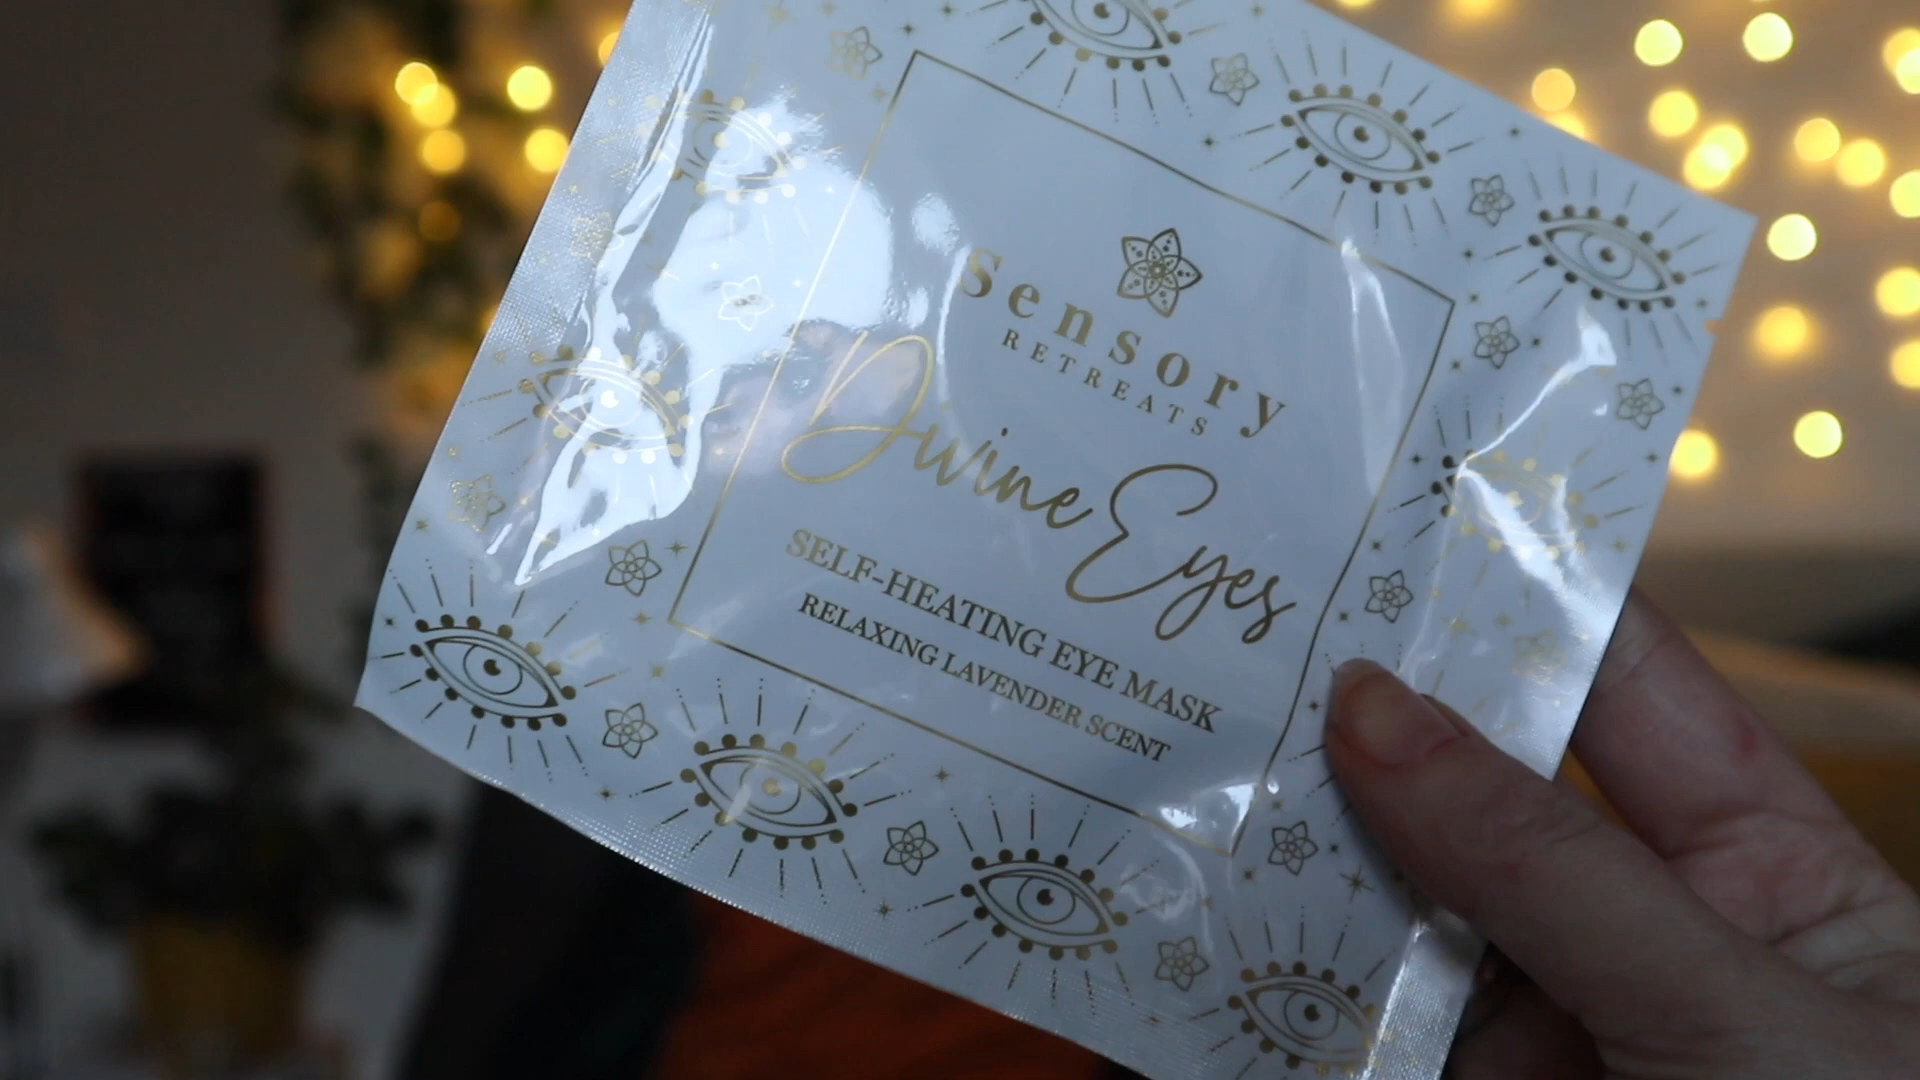 Sensory
RETREATS
Divine Eyes
SELF-HEATING EYE MASK
RELAXING LAVENDER SCENT